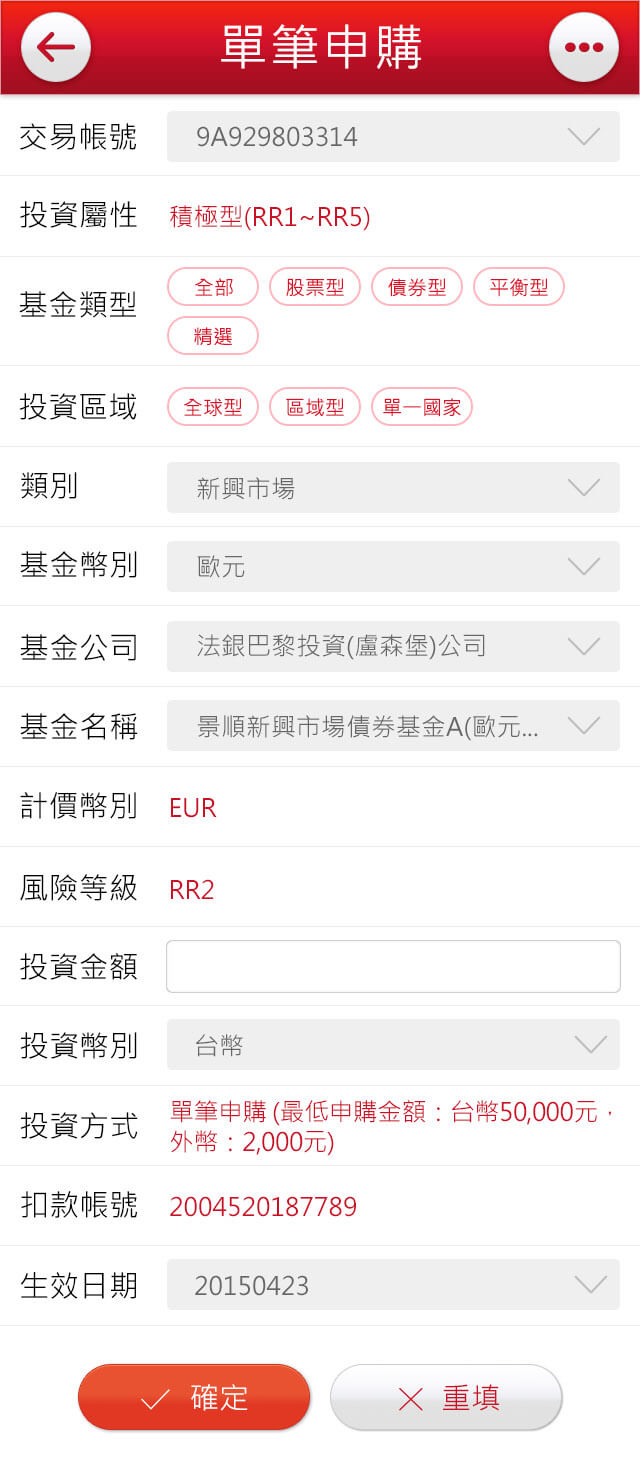 單筆申購
交易帳號 9A929803314
投資屬性 積極型(RR1~RR5)
基金類型 全部 股票型 債券型 平衡型
精選
投資區域 全球型 區域型 單一國家
類別 新興市場
基金幣別 歐元
基金公司 法銀巴黎投資(盧森堡)公司
基金名稱 景順新興市場債券基金A(歐元...
計價幣別 EUR
風險等級 RR2
投資金額
投資幣別 台幣
投資方式 單筆申購 (最低申購金額：台幣50,000元，
外幣：2,000元)
扣款帳號 2004520187789
生效日期 20150423
確定 重填